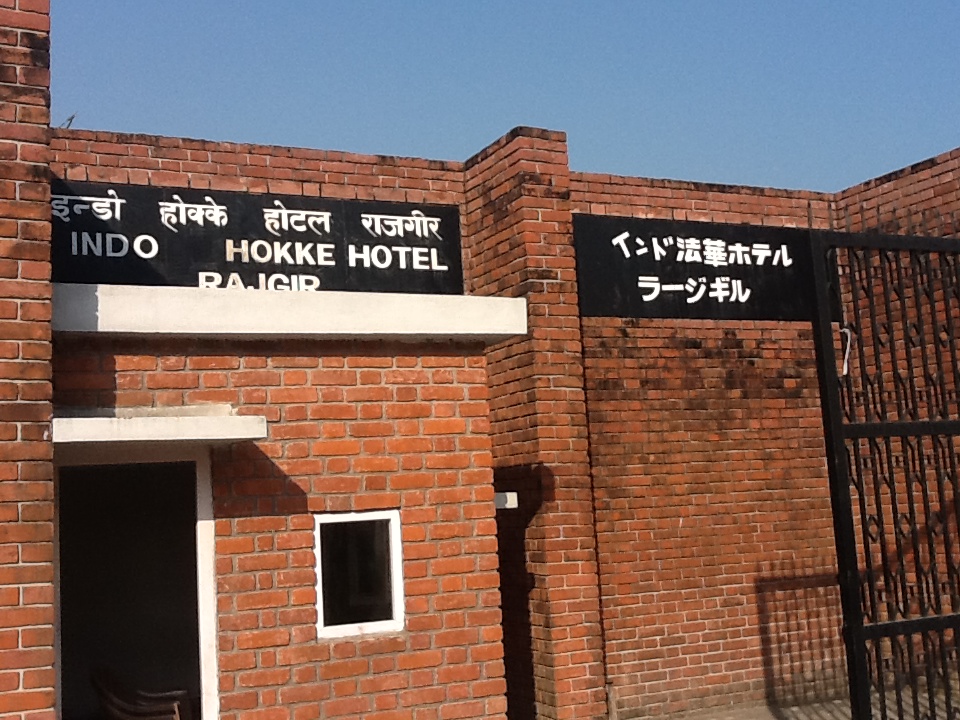 इन्डो होक्के होटल राजगीर
INDO HOKKE HOTEL
RAJGIR
インド法華ホテル
ラージギル